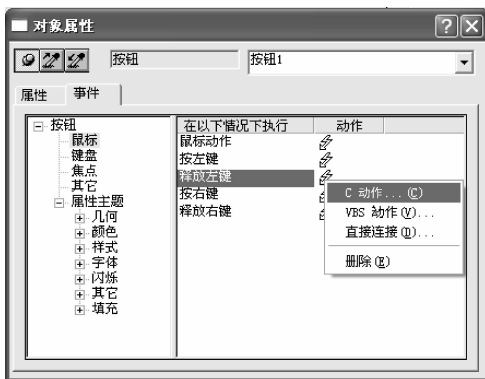 对象属性
按钮
按钮1
属性
事件
按钮
鼠标
键盘
焦点
其它
属性主题
几何
颜色
样式
字体
闪烁
其它
填充
在以下情况下执行 动作
鼠标动作
按左键
释放左键
按右键
释放右键
C 动作...(C)
VBS 动作(V)...
直接连接(D)...
删除(E)